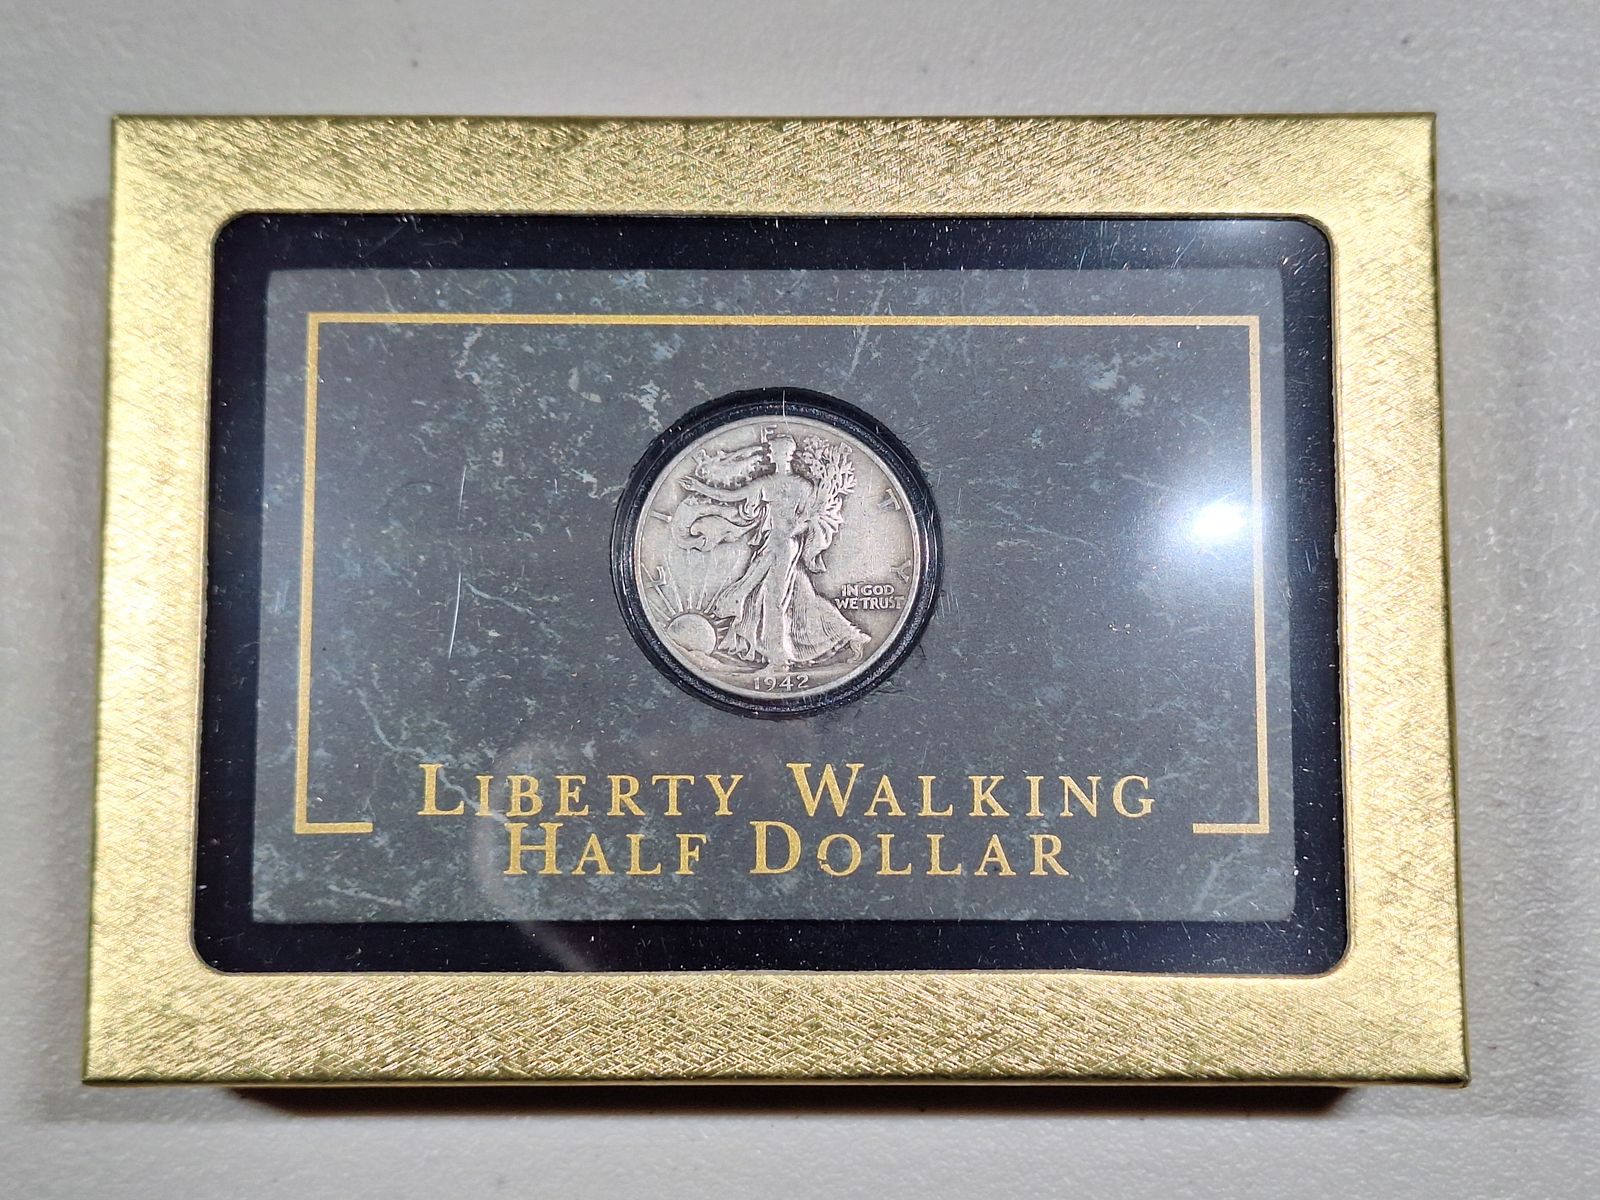 LIBERTY
IN GOD
WE TRUST
1942
LIBERTY WALKING
HALF DOLLAR